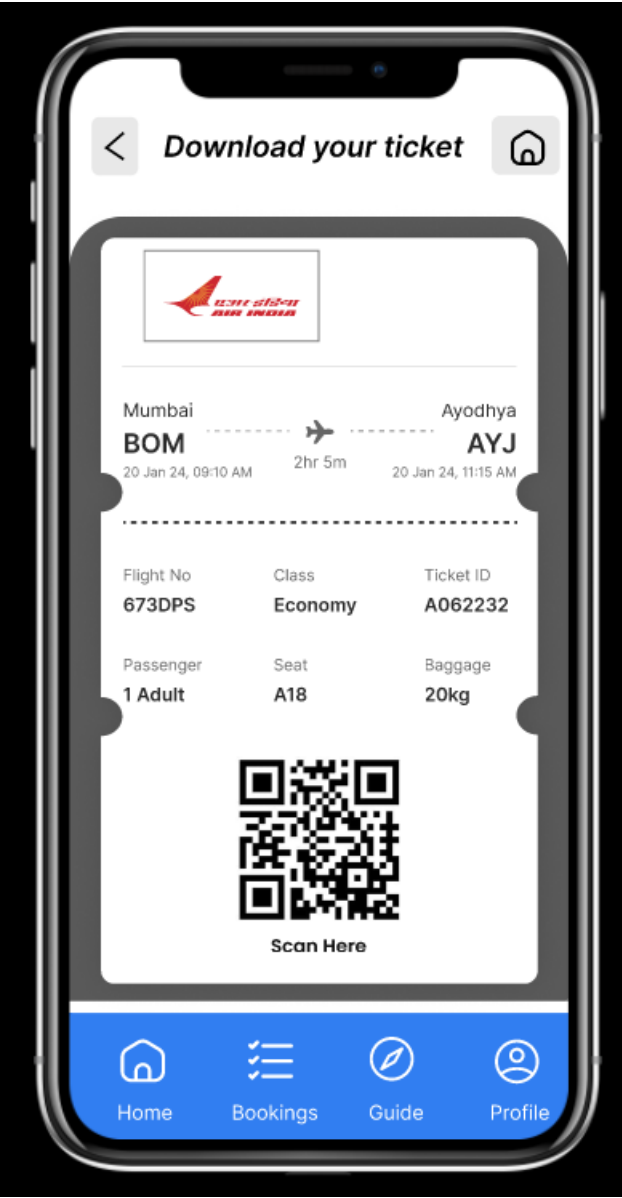 Download your ticket
एअर इंडिया
AIR INDIA
Mumbai
Ayodhya
BOM
AYJ
20 Jan 24, 09:10 AM
2hr 5m
20 Jan 24, 11:15 AM
Flight No
Class
Ticket ID
673DPS
Economy
A062232
Passenger
Seat
Baggage
1 Adult
A18
20kg
Scan Here
Home
Bookings
Guide
Profile